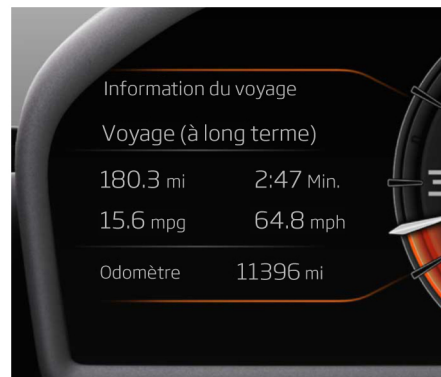 Information du voyage
Voyage (à long terme)
180.3 mi 2:47 Min.
15.6 mpg 64.8 mph
Odomètre 11396 mi